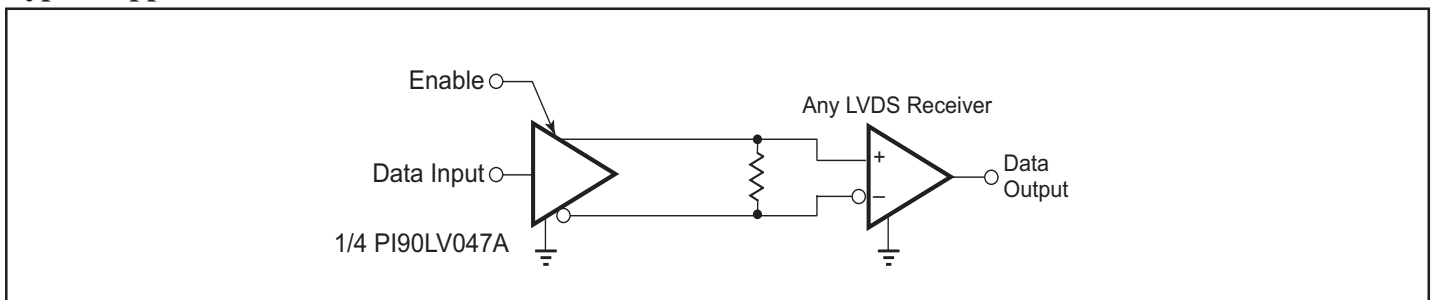 Enable
Any LVDS Receiver
Data Input
+
–
Data
Output
1/4 PI90LV047A